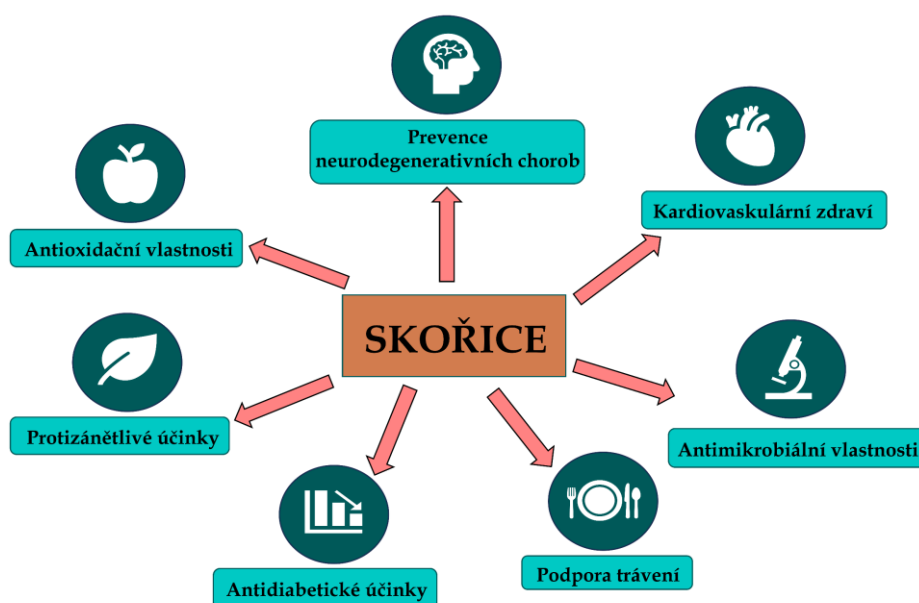 Prevence
neurodegenerativních chorob
Kardiovaskulární zdraví
Antioxidační vlastnosti
SKOŘICE
Protizánětlivé účinky
Antimikrobiální vlastnosti
Podpora trávení
Antidiabetické účinky